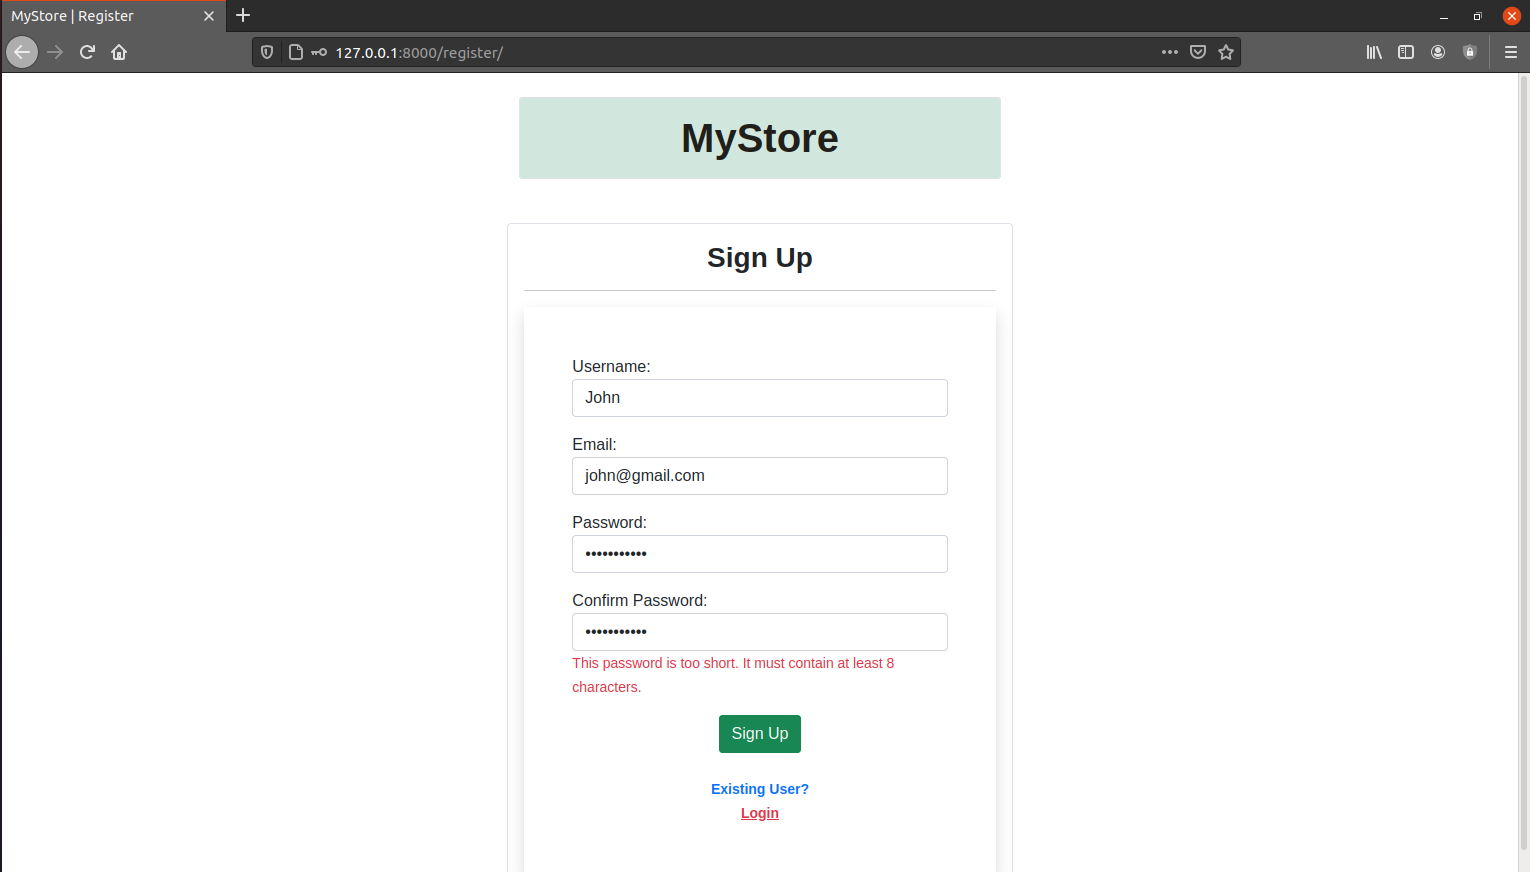 MyStore | Register
127.0.0.1:8000/register/
MyStore
Sign Up
Username:
John
Email:
john@gmail.com
Password:
•••••••••••
Confirm Password:
•••••••••••
This password is too short. It must contain at least 8
characters.
Sign Up
Existing User?
Login